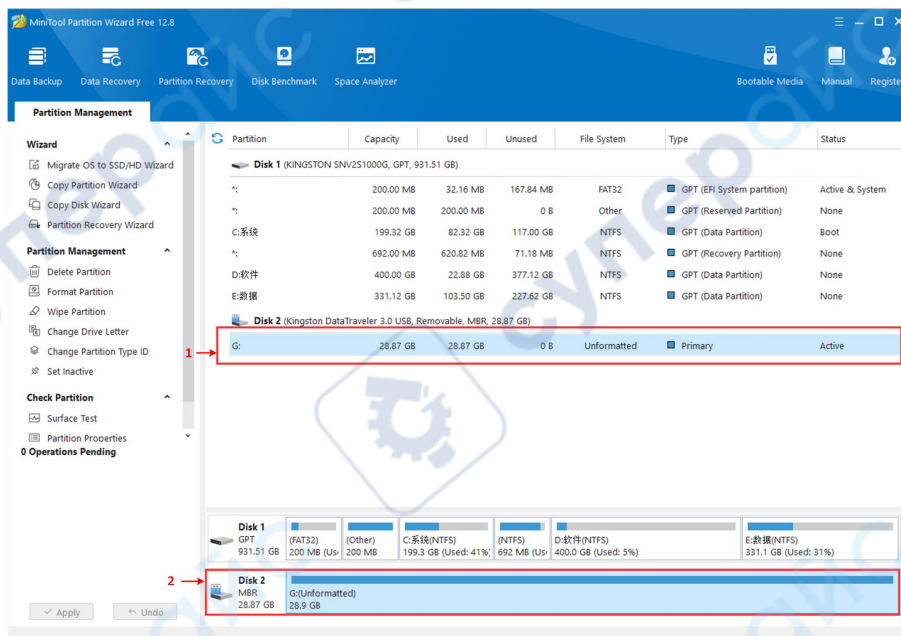 MiniTool Partition Wizard Free 12.8
Data Backup Data Recovery Partition Recovery Disk Benchmark Space Analyzer Bootable Media Manual Registe
Partition Management
Partition Capacity Used Unused File System Type Status
Wizard
Disk 1 (KINGSTON SNV2S1000G, GPT, 931.51 GB)
Migrate OS to SSD/HD Wizard
Copy Partition Wizard
*: 200.00 MB 32.16 MB 167.84 MB FAT32 GPT (EFI System partition) Active & System
Copy Disk Wizard
*: 200.00 MB 200.00 MB 0 B Other GPT (Reserved Partition) None
Partition Recovery Wizard
C:系统 199.32 GB 82.32 GB 117.00 GB NTFS GPT (Data Partition) Boot
Partition Management
*: 692.00 MB 620.82 MB 71.18 MB NTFS GPT (Recovery Partition) None
Delete Partition
D:软件 400.00 GB 22.88 GB 377.12 GB NTFS GPT (Data Partition) None
Format Partition
E:数据 331.12 GB 103.50 GB 227.62 GB NTFS GPT (Data Partition) None
Wipe Partition
Disk 2 (Kingston DataTraveler 3.0 USB, Removable, MBR, 28.87 GB)
Change Drive Letter
1 G: 28.87 GB 28.87 GB 0 B Unformatted Primary Active
Change Partition Type ID
Set Inactive
Check Partition
Surface Test
Partition Properties
0 Operations Pending
Disk 1
GPT (FAT32) (Other) C:系统(NTFS) (NTFS) D:软件(NTFS) E:数据(NTFS)
931.51 GB 200 MB (Us 200 MB 199.3 GB (Used: 41% 692 MB (Us 400.0 GB (Used: 5%) 331.1 GB (Used: 31%)
2 Disk 2
MBR G:(Unformatted)
28.87 GB 28.9 GB
Apply Undo
супер
айс
супер
айс